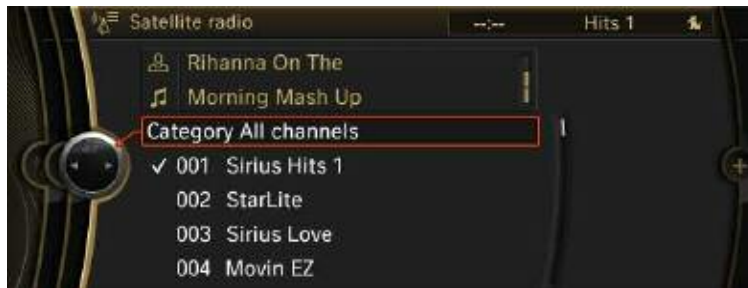 Satellite radio --:-- Hits 1
Rihanna On The
Morning Mash Up
Category All channels
✓ 001 Sirius Hits 1
002 StarLite
003 Sirius Love
004 Movin EZ